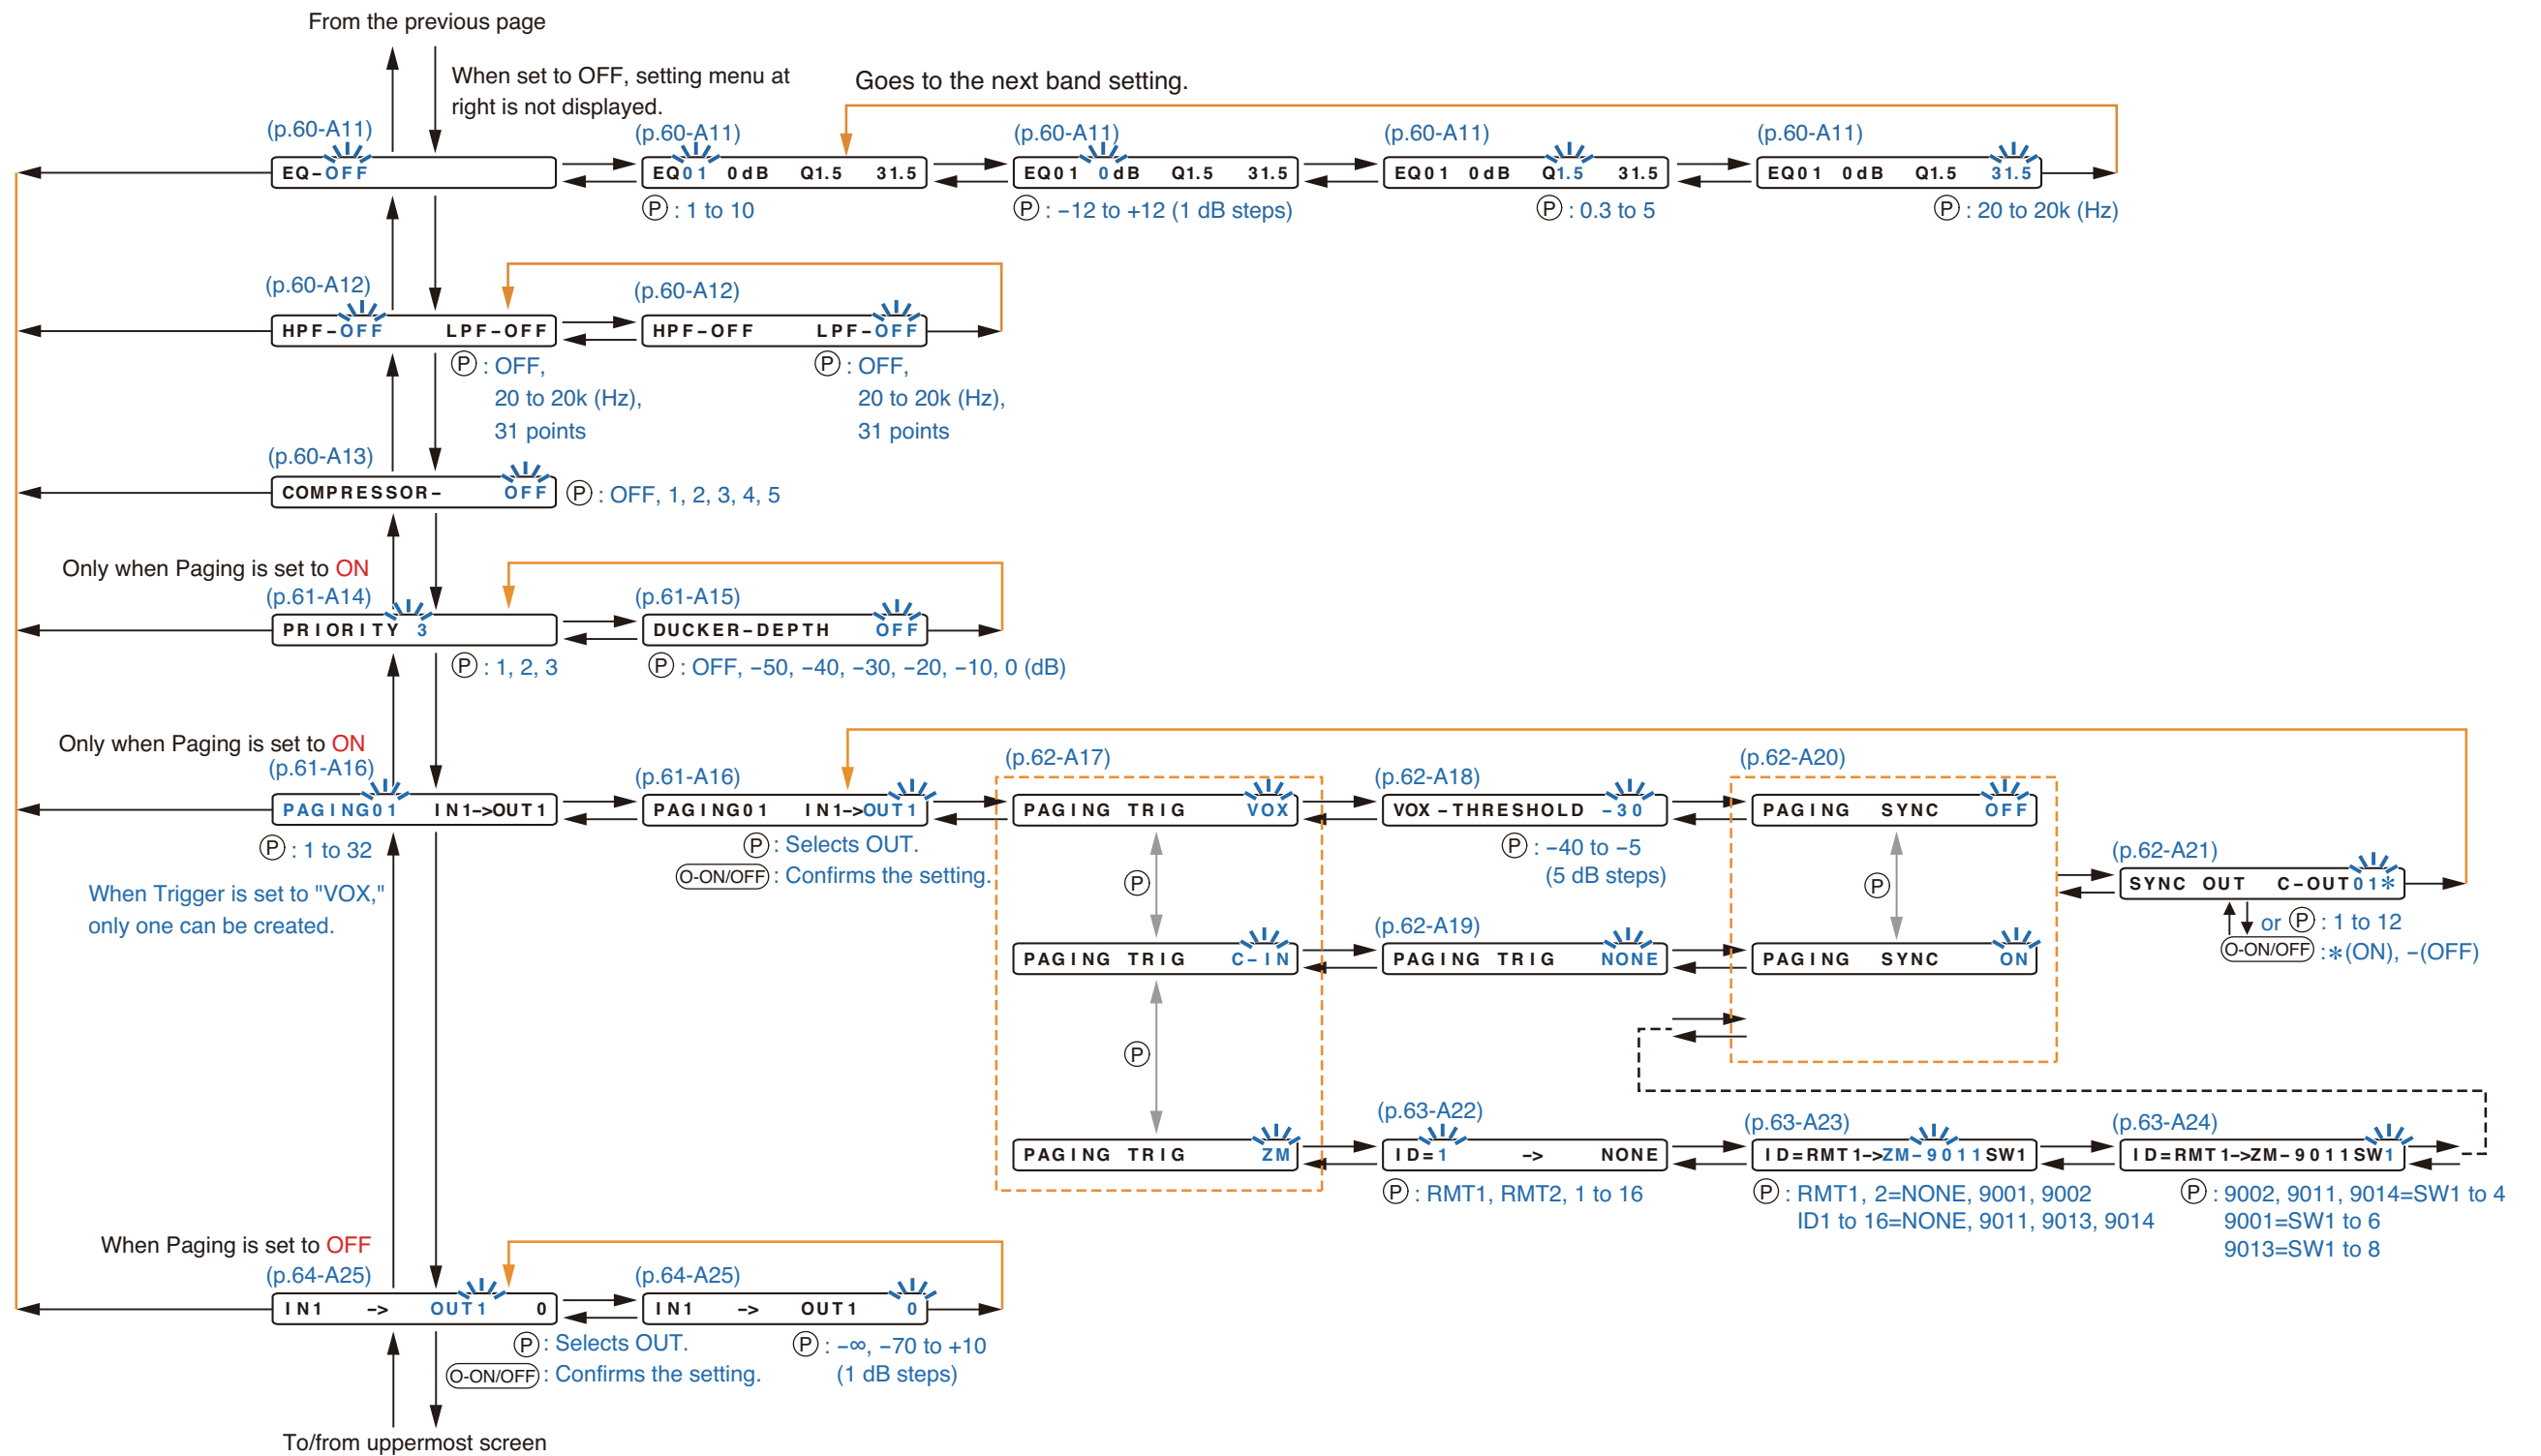 From the previous page
When set to OFF, setting menu at
right is not displayed.
Goes to the next band setting.
(p.60-A11)
(p.60-A11)
(p.60-A11)
(p.60-A11)
(p.60-A11)
EQ−OFF
EQ01 0dB Q1.5 31.5
EQ01 0dB Q1.5 31.5
EQ01 0dB Q1.5 31.5
EQ01 0dB Q1.5 31.5
Ⓟ : 1 to 10
Ⓟ : −12 to +12 (1 dB steps)
Ⓟ : 0.3 to 5
Ⓟ : 20 to 20k (Hz)
(p.60-A12)
(p.60-A12)
HPF−OFF LPF−OFF
HPF−OFF LPF−OFF
Ⓟ : OFF,
20 to 20k (Hz),
31 points
Ⓟ : OFF,
20 to 20k (Hz),
31 points
(p.60-A13)
COMPRESSOR− OFF
Ⓟ : OFF, 1, 2, 3, 4, 5
Only when Paging is set to ON
(p.61-A14)
(p.61-A15)
PRIORITY 3
DUCKER−DEPTH OFF
Ⓟ : 1, 2, 3
Ⓟ : OFF, −50, −40, −30, −20, −10, 0 (dB)
Only when Paging is set to ON
(p.61-A16)
(p.61-A16)
(p.62-A17)
(p.62-A18)
(p.62-A20)
PAGING01 IN1−>OUT1
PAGING01 IN1−>OUT1
PAGING TRIG VOX
VOX−THRESHOLD −30
PAGING SYNC OFF
Ⓟ : 1 to 32
When Trigger is set to "VOX,"
only one can be created.
Ⓟ : Selects OUT.
O-ON/OFF : Confirms the setting.
Ⓟ
Ⓟ : −40 to −5
(5 dB steps)
Ⓟ
(p.62-A21)
SYNC OUT C−OUT01*
or Ⓟ : 1 to 12
O-ON/OFF :*(ON), −(OFF)
(p.62-A19)
PAGING TRIG C−IN
PAGING TRIG NONE
PAGING SYNC ON
Ⓟ
(p.63-A22)
(p.63-A23)
(p.63-A24)
PAGING TRIG ZM
ID=1 −> NONE
ID=RMT1−>ZM−9011SW1
ID=RMT1−>ZM−9011SW1
Ⓟ : RMT1, RMT2, 1 to 16
Ⓟ : RMT1, 2=NONE, 9001, 9002
ID1 to 16=NONE, 9011, 9013, 9014
Ⓟ : 9002, 9011, 9014=SW1 to 4
9001=SW1 to 6
9013=SW1 to 8
When Paging is set to OFF
(p.64-A25)
(p.64-A25)
IN1 −> OUT1 0
IN1 −> OUT1 0
Ⓟ : Selects OUT.
O-ON/OFF : Confirms the setting.
Ⓟ : −∞, −70 to +10
(1 dB steps)
To/from uppermost screen